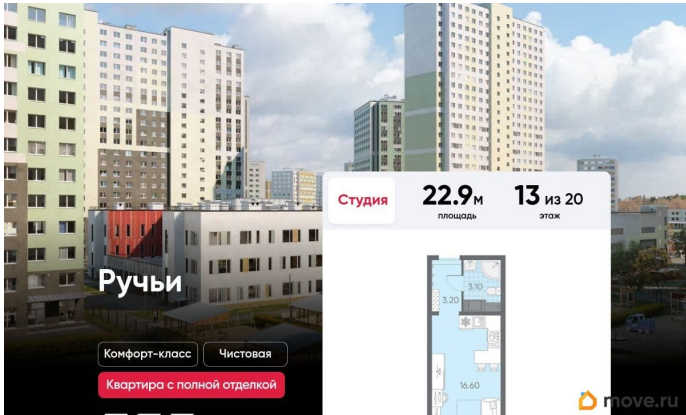 Студия
22.9м
площадь
13 из 20
этаж
Ручьи
3.20
3.10
16.60
Комфорт-класс
Чистовая
Квартира с полной отделкой
move.ru